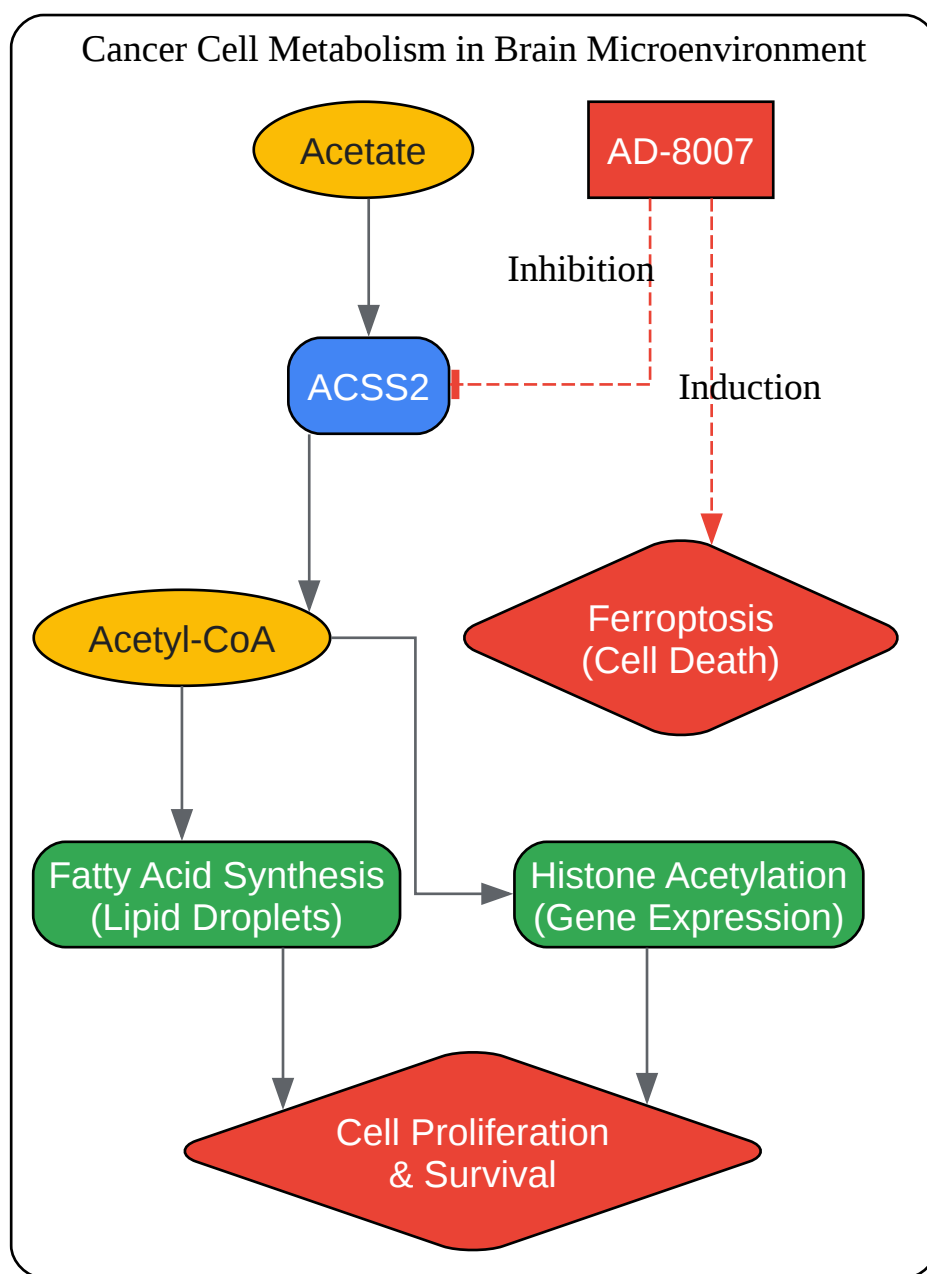 Cancer Cell Metabolism in Brain Microenvironment
Acetate
AD-8007
Inhibition
ACSS2
Induction
Acetyl-CoA
Ferroptosis
(Cell Death)
Fatty Acid Synthesis
(Lipid Droplets)
Histone Acetylation
(Gene Expression)
Cell Proliferation
& Survival